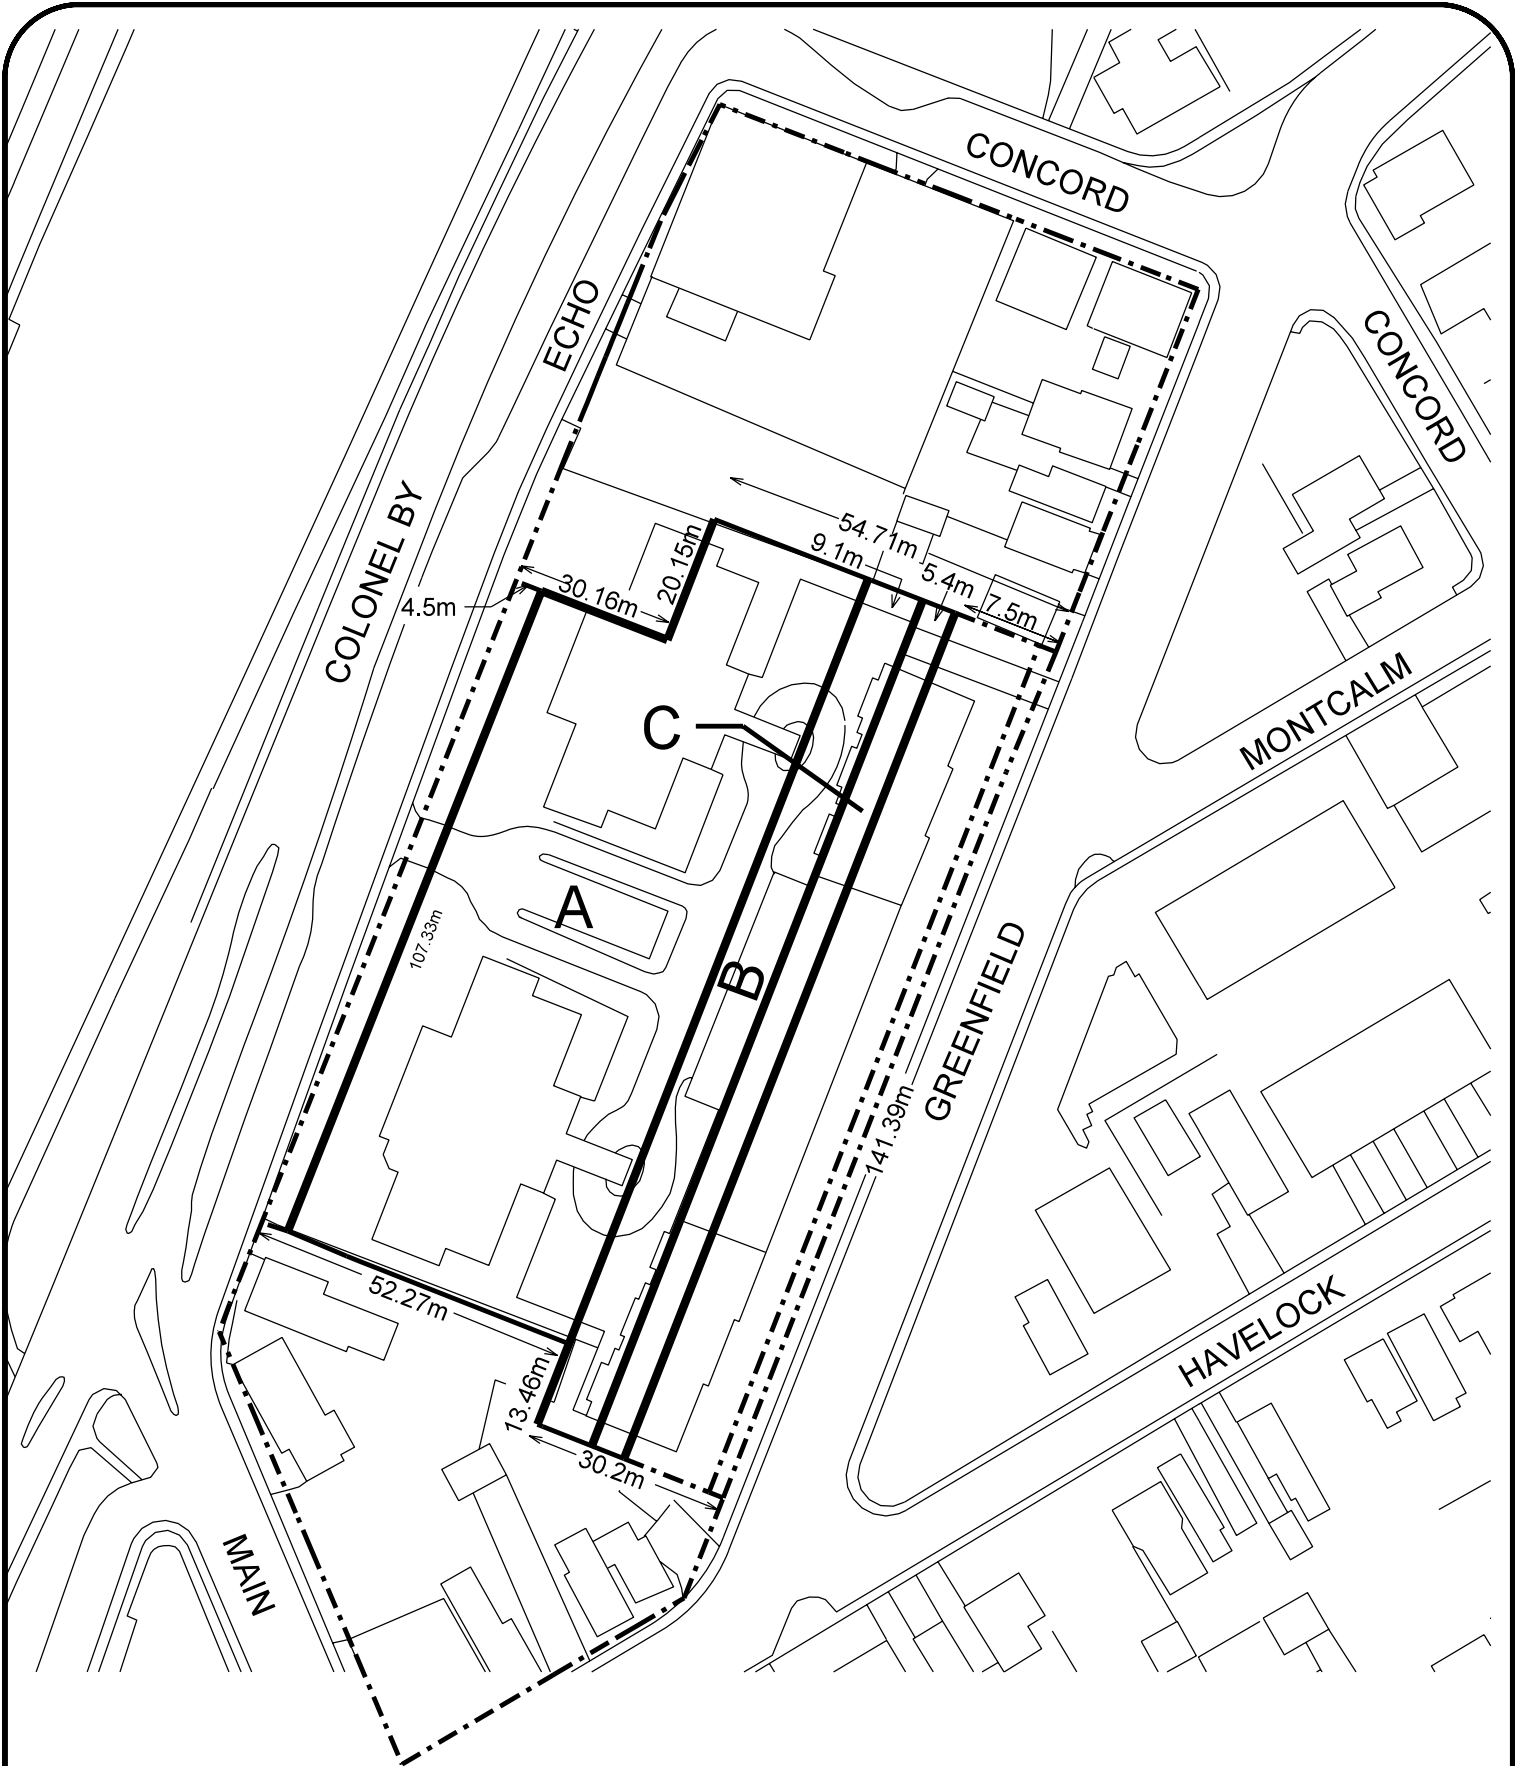 CONCORD
ECHO
CONCORD
COLONEL BY
54.71m
9.1m
20.15m
5.4m
30.16m
4.5m
7.5m
MONTCALM
C
A
107.33m
B
GREENFIELD
141.39m
52.27m
HAVELOCK
13.46m
30.2m
MAIN